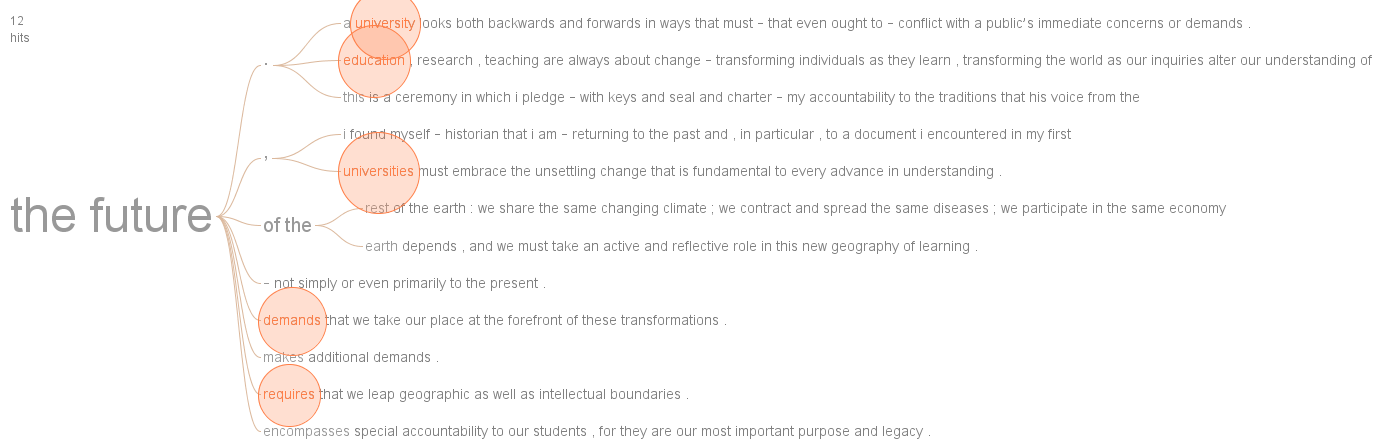 12
hits
the future
.
a university looks both backwards and forwards in ways that must – that even ought to – conflict with a public's immediate concerns or demands .
education , research , teaching are always about change – transforming individuals as they learn , transforming the world as our inquiries alter our understanding of
this is a ceremony in which i pledge – with keys and seal and charter – my accountability to the traditions that his voice from the
,
i found myself – historian that i am – returning to the past and , in particular , to a document i encountered in my first
universities must embrace the unsettling change that is fundamental to every advance in understanding .
of the
rest of the earth : we share the same changing climate ; we contract and spread the same diseases ; we participate in the same economy
earth depends , and we must take an active and reflective role in this new geography of learning .
– not simply or even primarily to the present .
demands that we take our place at the forefront of these transformations .
makes additional demands .
requires that we leap geographic as well as intellectual boundaries .
encompasses special accountability to our students , for they are our most important purpose and legacy .